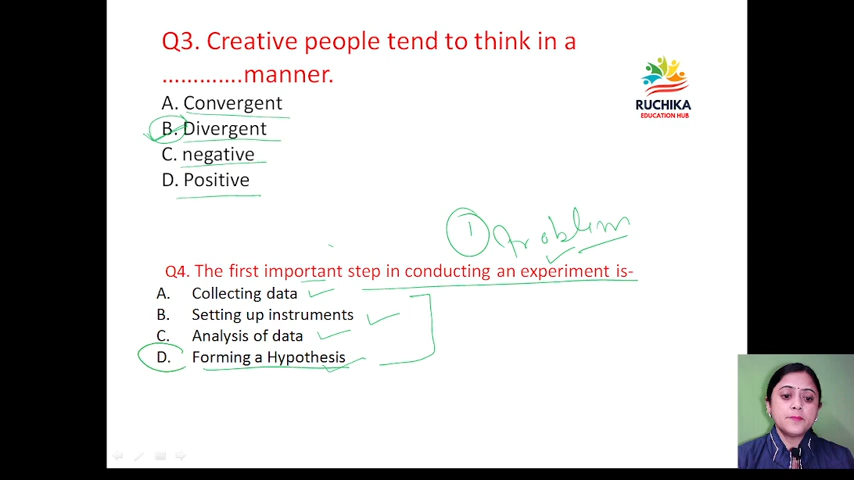 Q3. Creative people tend to think in a
.............manner.
A. Convergent
B. Divergent
C. negative
D. Positive
RUCHIKA
EDUCATION HUB
1 Problem
Q4. The first important step in conducting an experiment is-
A. Collecting data
B. Setting up instruments
C. Analysis of data
D. Forming a Hypothesis